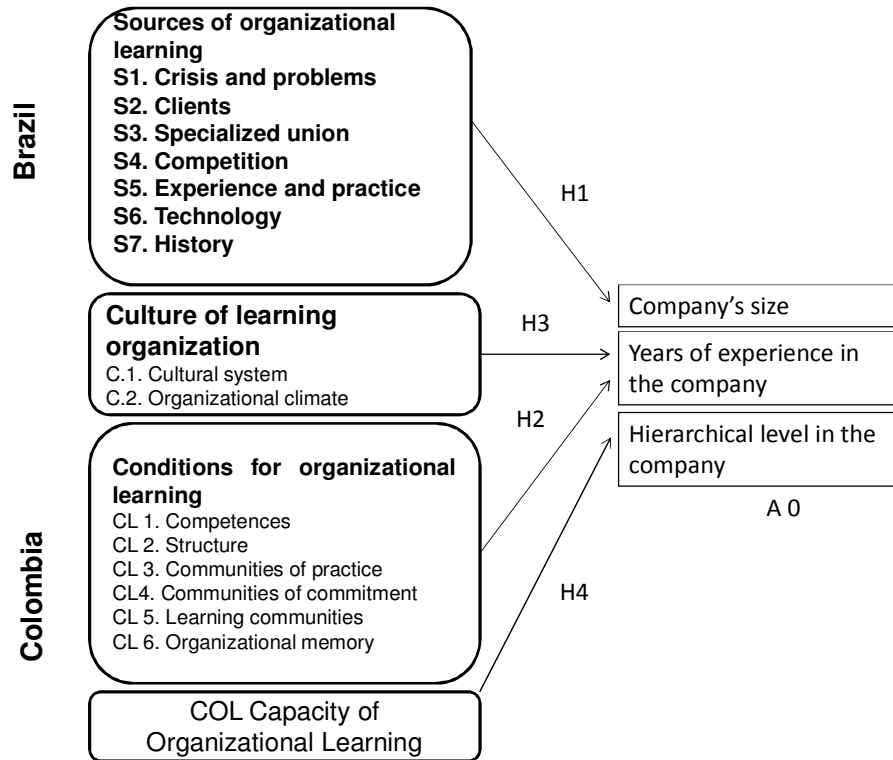 Brazil
Sources of organizational
learning
S1. Crisis and problems
S2. Clients
S3. Specialized union
S4. Competition
S5. Experience and practice
S6. Technology
S7. History
H1
Culture of learning
organization
C.1. Cultural system
C.2. Organizational climate
H3
Company's size
Years of experience in
the company
Hierarchical level in the
company
A 0
H2
Colombia
Conditions for organizational
learning
CL 1. Competences
CL 2. Structure
CL 3. Communities of practice
CL4. Communities of commitment
CL 5. Learning communities
CL 6. Organizational memory
H4
COL Capacity of
Organizational Learning